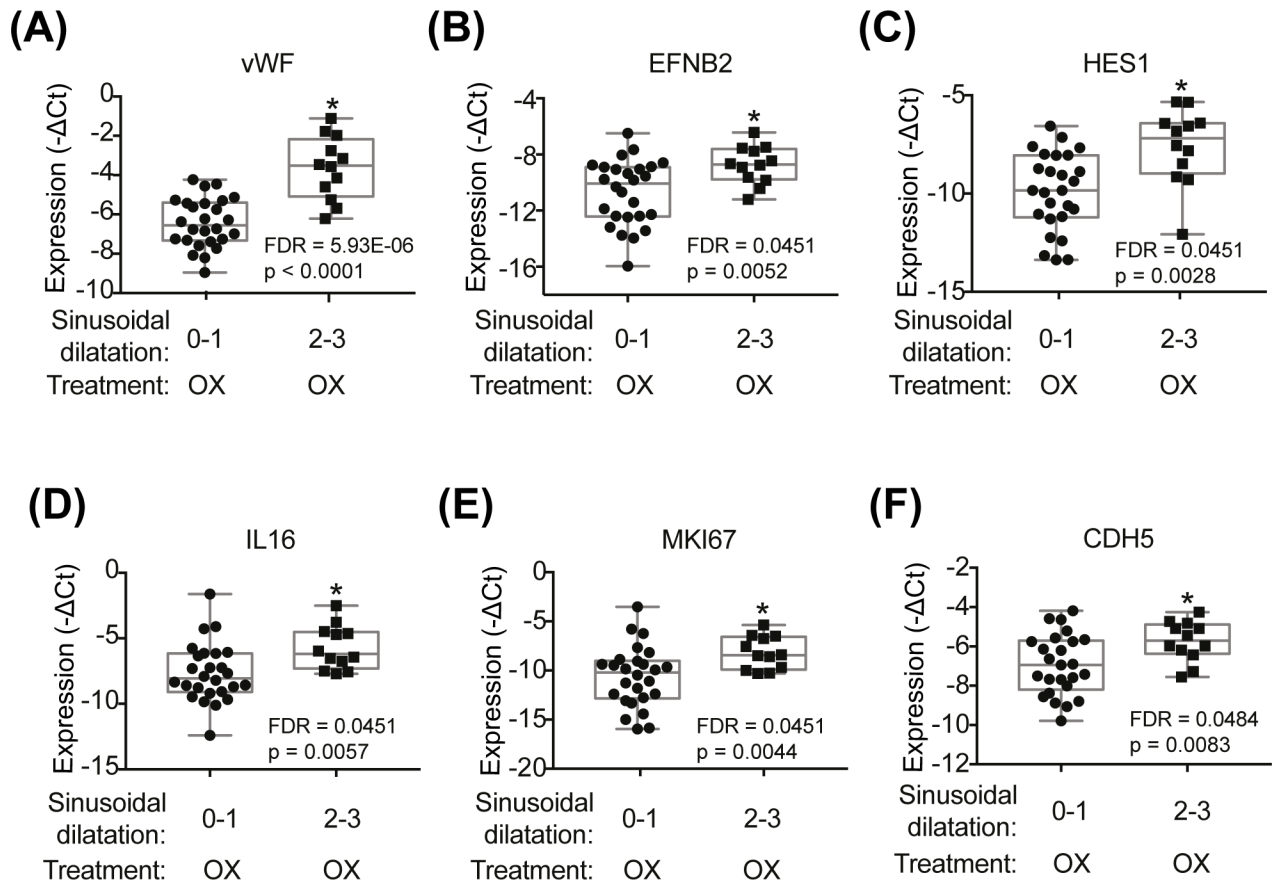 (A)
vWF
Expression (-ΔCt)
0
-2
-4
-6
-8
-10
*
FDR = 5.93E-06
p < 0.0001
Sinusoidal
dilatation: 0-1 2-3
Treatment: OX OX
(B)
EFNB2
Expression (-ΔCt)
-4
-8
-12
-16
*
FDR = 0.0451
p = 0.0052
Sinusoidal
dilatation: 0-1 2-3
Treatment: OX OX
(C)
HES1
Expression (-ΔCt)
-5
-10
-15
*
FDR = 0.0451
p = 0.0028
Sinusoidal
dilatation: 0-1 2-3
Treatment: OX OX
(D)
IL16
Expression (-ΔCt)
0
-5
-10
-15
*
FDR = 0.0451
p = 0.0057
Sinusoidal
dilatation: 0-1 2-3
Treatment: OX OX
(E)
MKI67
Expression (-ΔCt)
0
-5
-10
-15
-20
*
FDR = 0.0451
p = 0.0044
Sinusoidal
dilatation: 0-1 2-3
Treatment: OX OX
(F)
CDH5
Expression (-ΔCt)
-2
-4
-6
-8
-10
-12
*
FDR = 0.0484
p = 0.0083
Sinusoidal
dilatation: 0-1 2-3
Treatment: OX OX